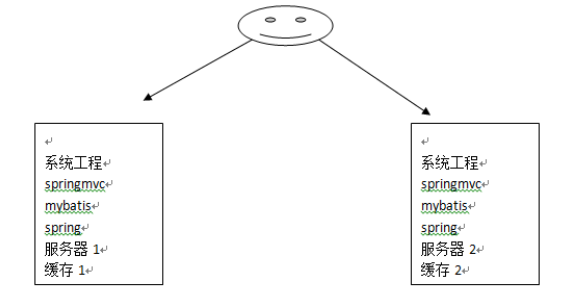 系统工程
springmvc
mybatis
spring
服务器 1
缓存 1
系统工程
springmvc
mybatis
spring
服务器 2
缓存 2